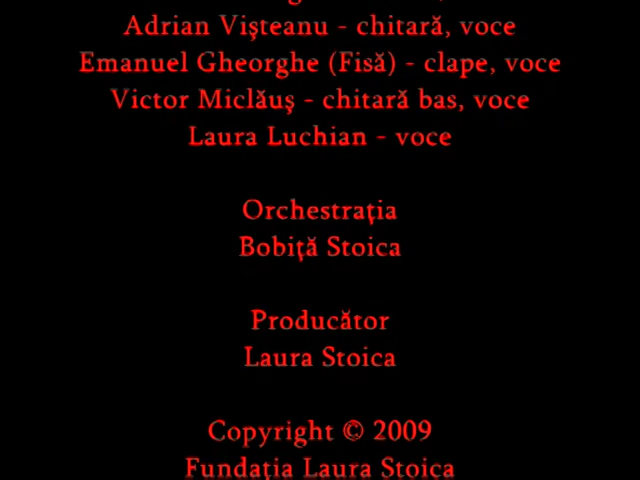 Adrian Vişteanu - chitară, voce
Emanuel Gheorghe (Fisă) - clape, voce
Victor Miclăuş - chitară bas, voce
Laura Luchian - voce
Orchestraţia
Bobiţă Stoica
Producător
Laura Stoica
Copyright © 2009
Fundaţia Laura Stoica